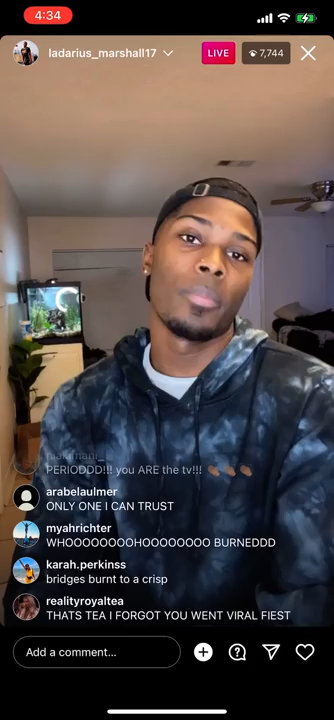 4:34
ladarius_marshall17
LIVE
7,744
PERIODDD!!! you ARE the tv!!! 👏🏽👏🏽👏🏽
arabelaulmer
ONLY ONE I CAN TRUST
myahrichter
WHOOOOOOOOHOOOOOOOO BURNEDDD
karah.perkinss
bridges burnt to a crisp
realityroyaltea
THATS TEA I FORGOT YOU WENT VIRAL FIEST
Add a comment...